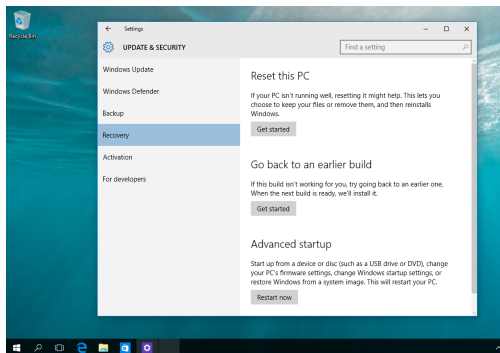 Recycle Bin
Settings
UPDATE & SECURITY
Find a setting
Windows Update
Windows Defender
Backup
Recovery
Activation
For developers
Reset this PC
If your PC isn't running well, resetting it might help. This lets you
choose to keep your files or remove them, and then reinstalls
Windows.
Get started
Go back to an earlier build
If this build isn't working for you, try going back to an earlier one.
When the next build is ready, we'll install it.
Get started
Advanced startup
Start up from a device or disc (such as a USB drive or DVD), change
your PC's firmware settings, change Windows startup settings, or
restore Windows from a system image. This will restart your PC.
Restart now